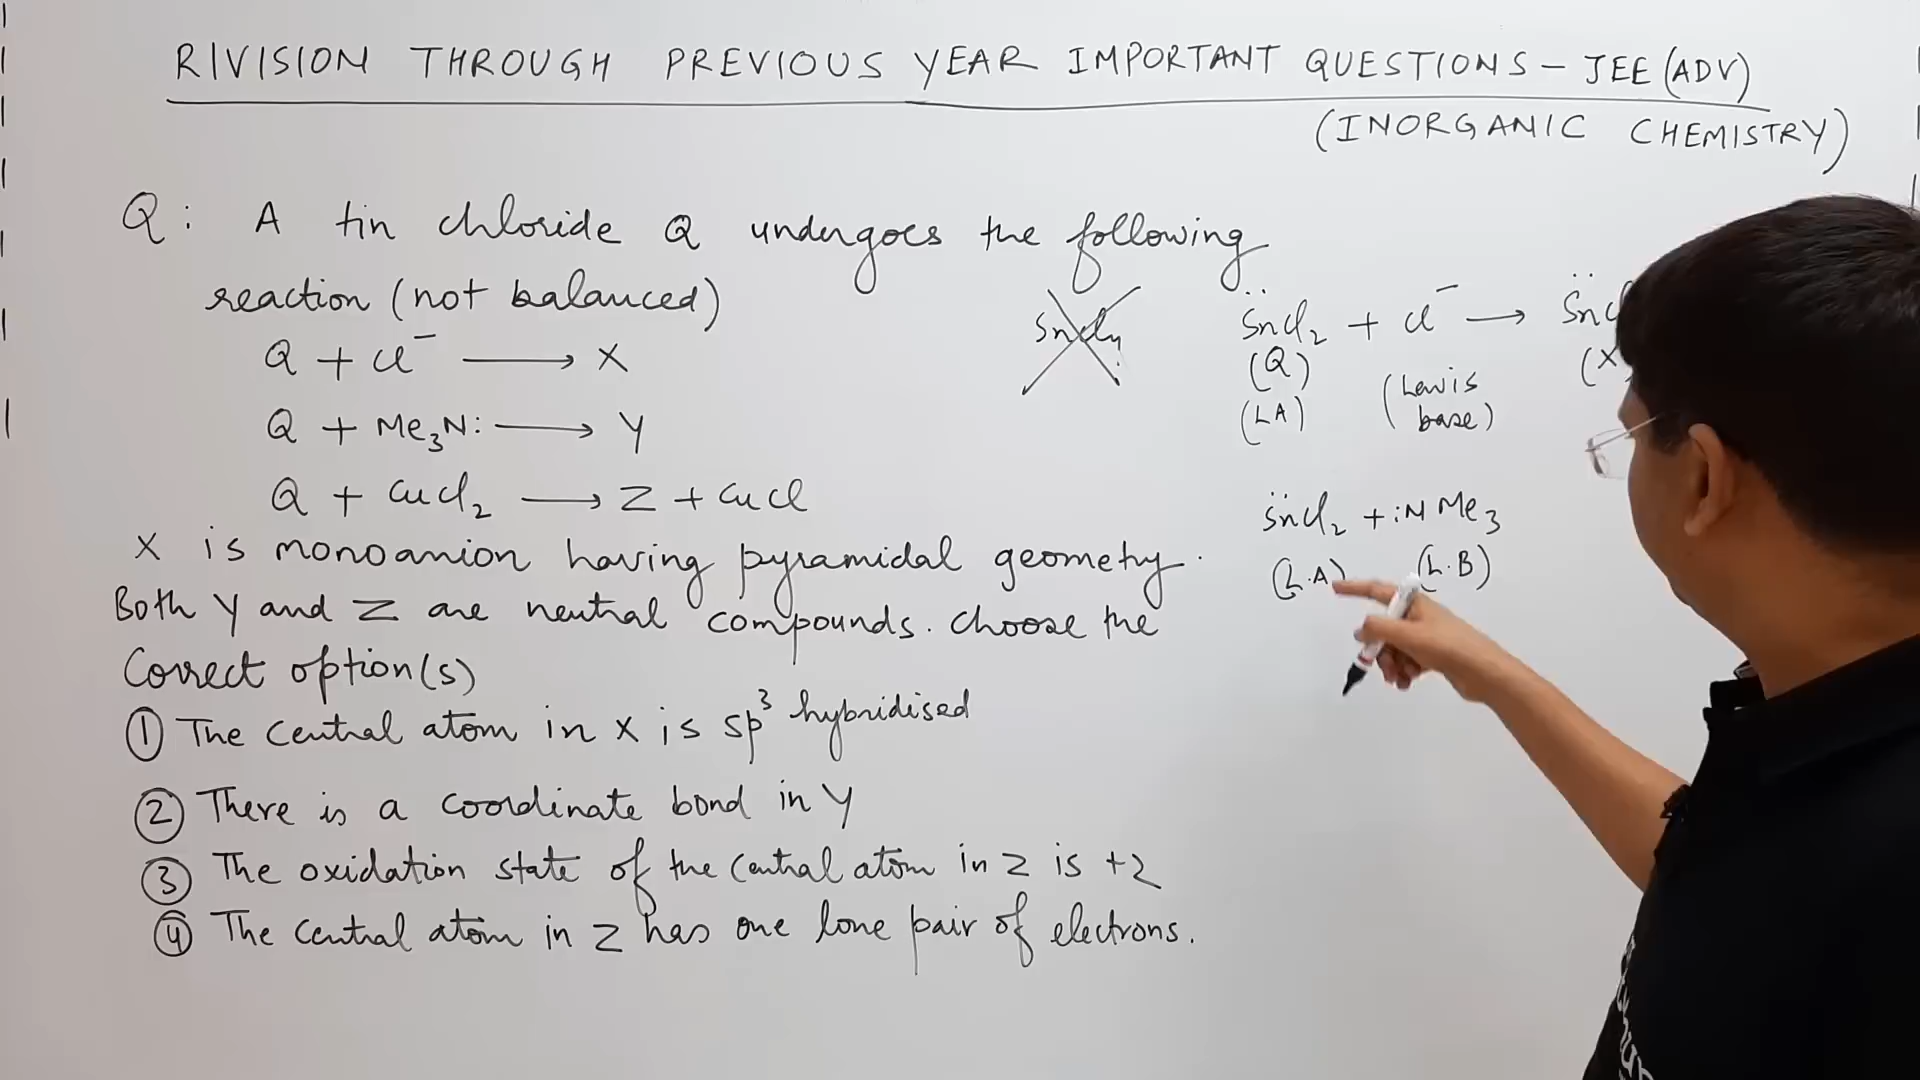 RIVISION THROUGH PREVIOUS YEAR IMPORTANT QUESTIONS - JEE (ADV)
(INORGANIC CHEMISTRY)
Q: A tin chloride Q undergoes the following
reaction (not balanced)
Q + Cl⁻ ⟶ X
Q + Me₃N: ⟶ Y
Q + CuCl₂ ⟶ Z + CuCl
X is monoanion having pyramidal geometry.
Both Y and Z are neutral compounds. Choose the
Correct option(s)
① The central atom in X is sp³ hybridised
② There is a coordinate bond in Y
③ The oxidation state of the central atom in Z is +2
④ The central atom in Z has one lone pair of electrons.
SnCl₄
S̈nCl₂ + Cl⁻ ⟶
(Q) (X
(LA) (Lewis
base)
S̈nCl₂ + :NMe₃
(L.A) (L.B)